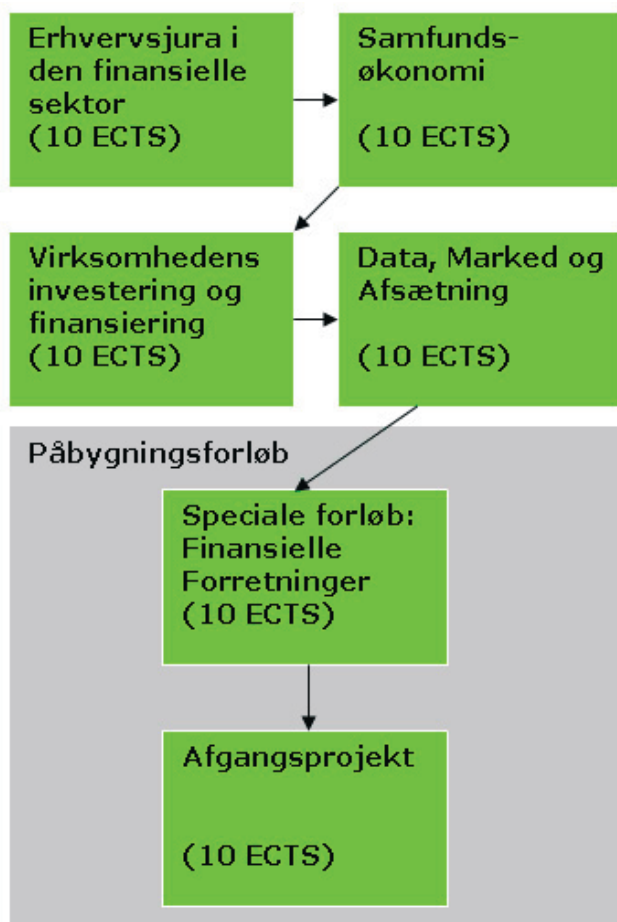 Erhvervsjura i
den finansielle
sektor
(10 ECTS)
Samfunds-
økonomi
(10 ECTS)
Virksomhedens
investering og
finansiering
(10 ECTS)
Data, Marked og
Afsætning
(10 ECTS)
Påbygningsforløb
Speciale forløb:
Finansielle
Forretninger
(10 ECTS)
Afgangsprojekt
(10 ECTS)